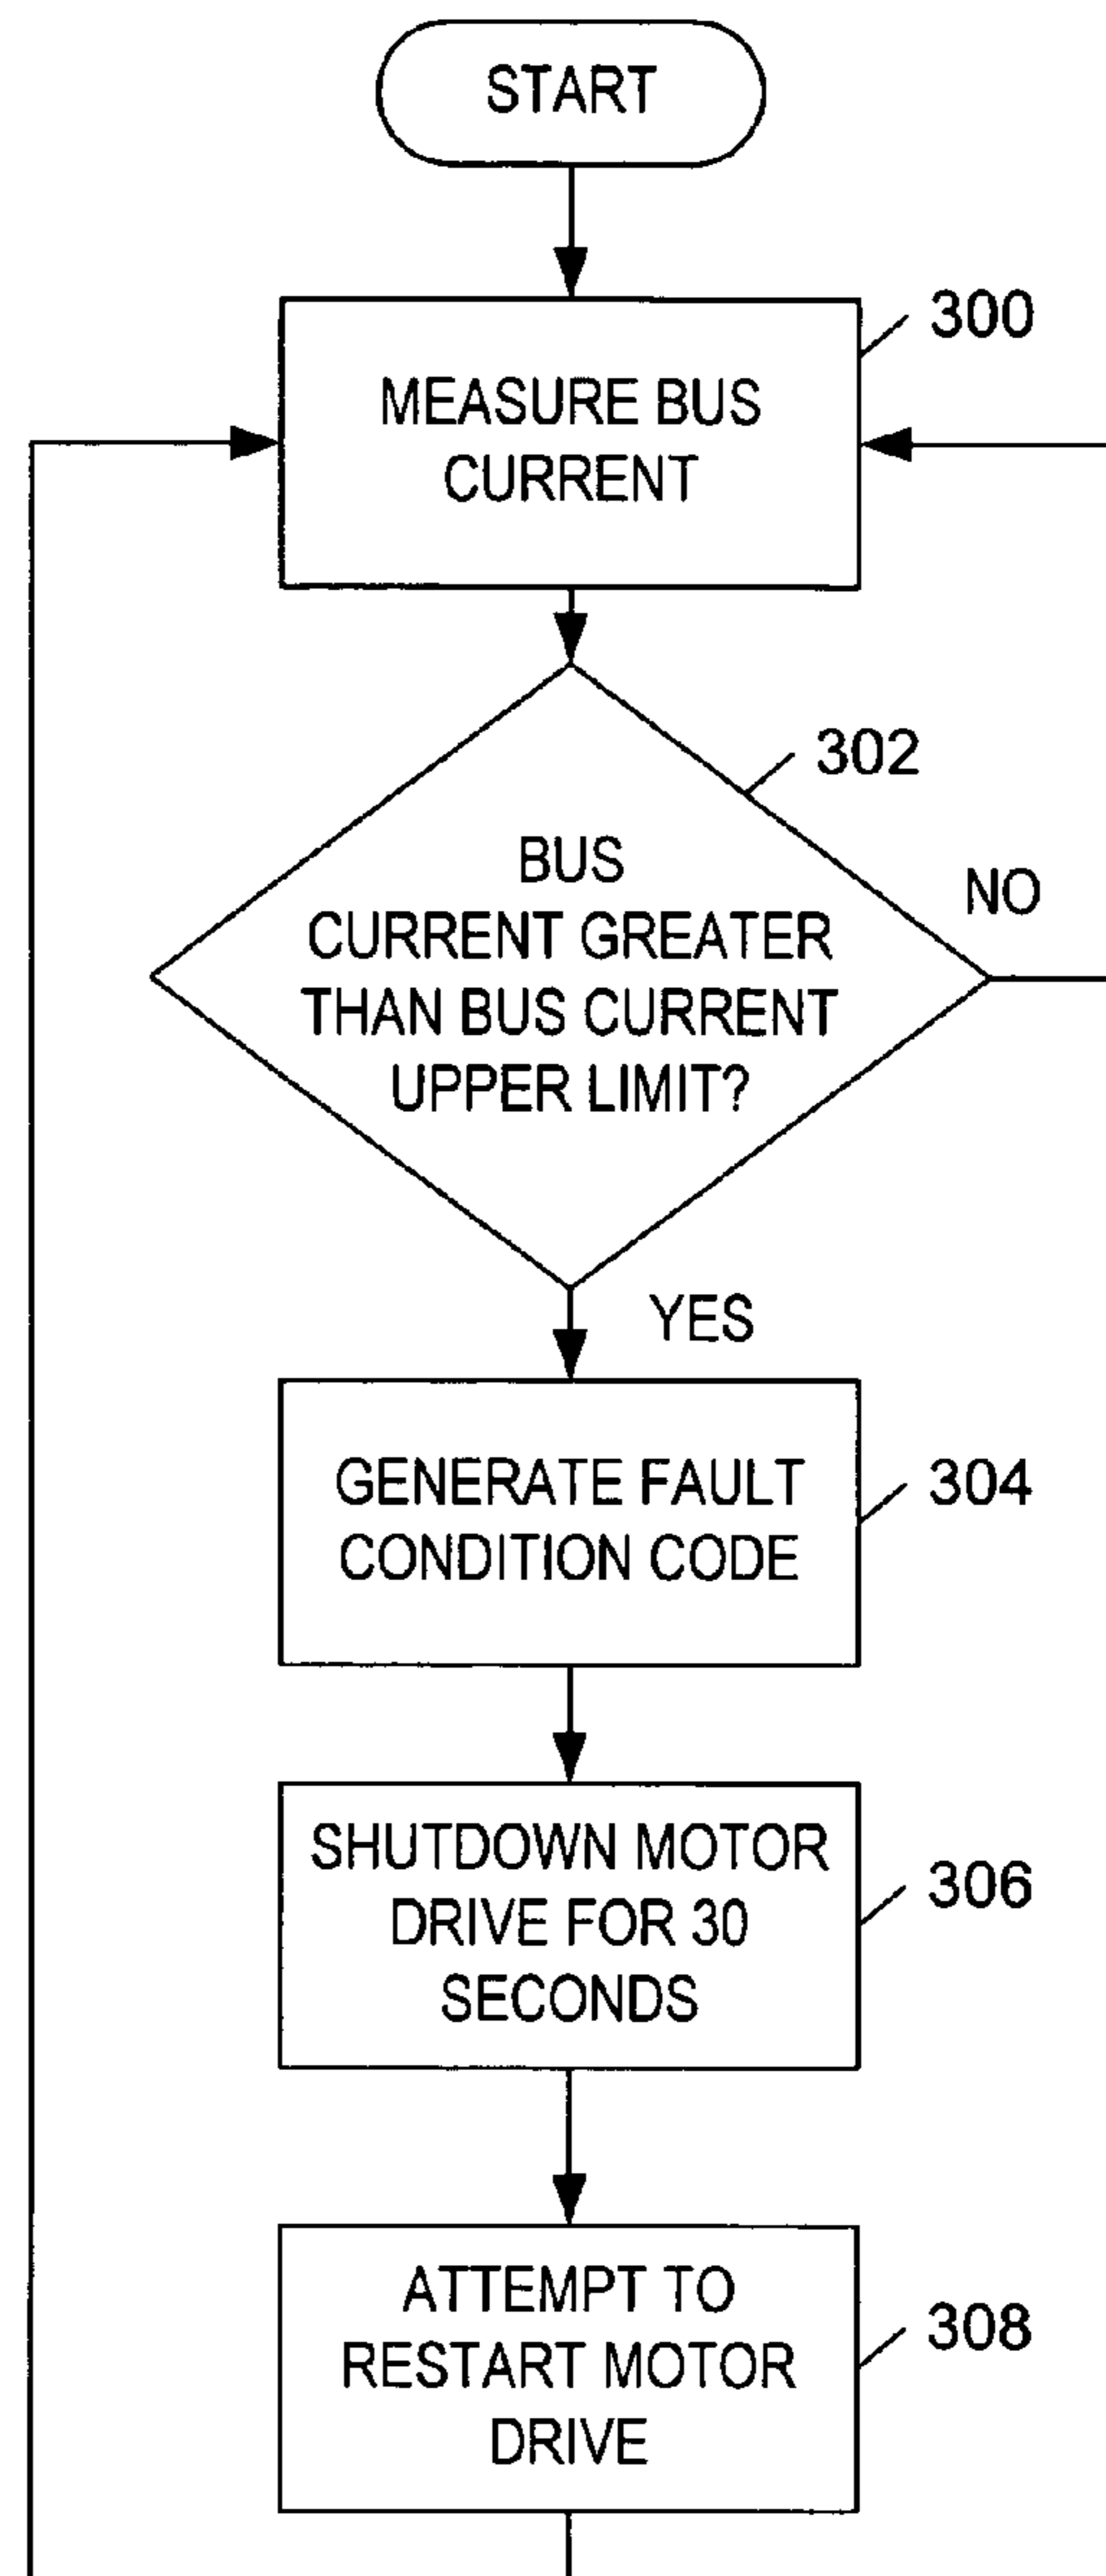 START
300
MEASURE BUS
CURRENT
302
BUS
CURRENT GREATER
THAN BUS CURRENT
UPPER LIMIT?
NO
YES
304
GENERATE FAULT
CONDITION CODE
306
SHUTDOWN MOTOR
DRIVE FOR 30
SECONDS
308
ATTEMPT TO
RESTART MOTOR
DRIVE